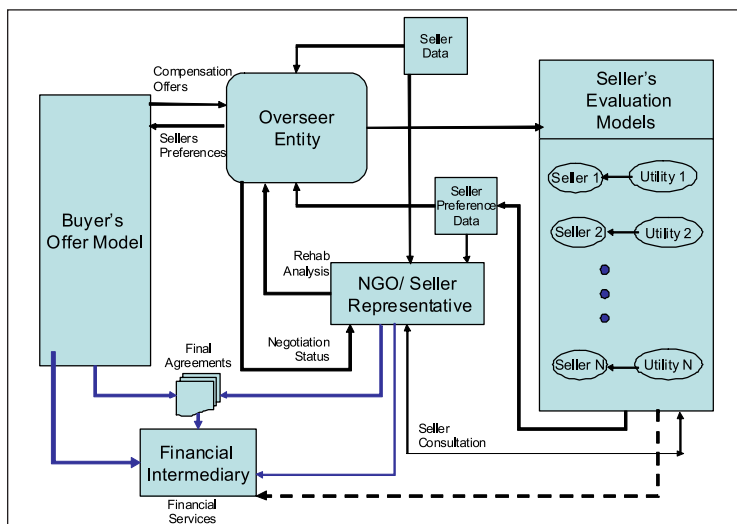 Seller
Data
Compensation
Offers
Overseer
Entity
Sellers
Preferences
Seller's
Evaluation
Models
Seller 1
Utility 1
Seller 2
Utility 2
Seller N
Utility N
Buyer's
Offer Model
Seller
Preference
Data
Rehab
Analysis
NGO/ Seller
Representative
Negotiation
Status
Final
Agreements
Seller
Consultation
Financial
Intermediary
Financial
Services